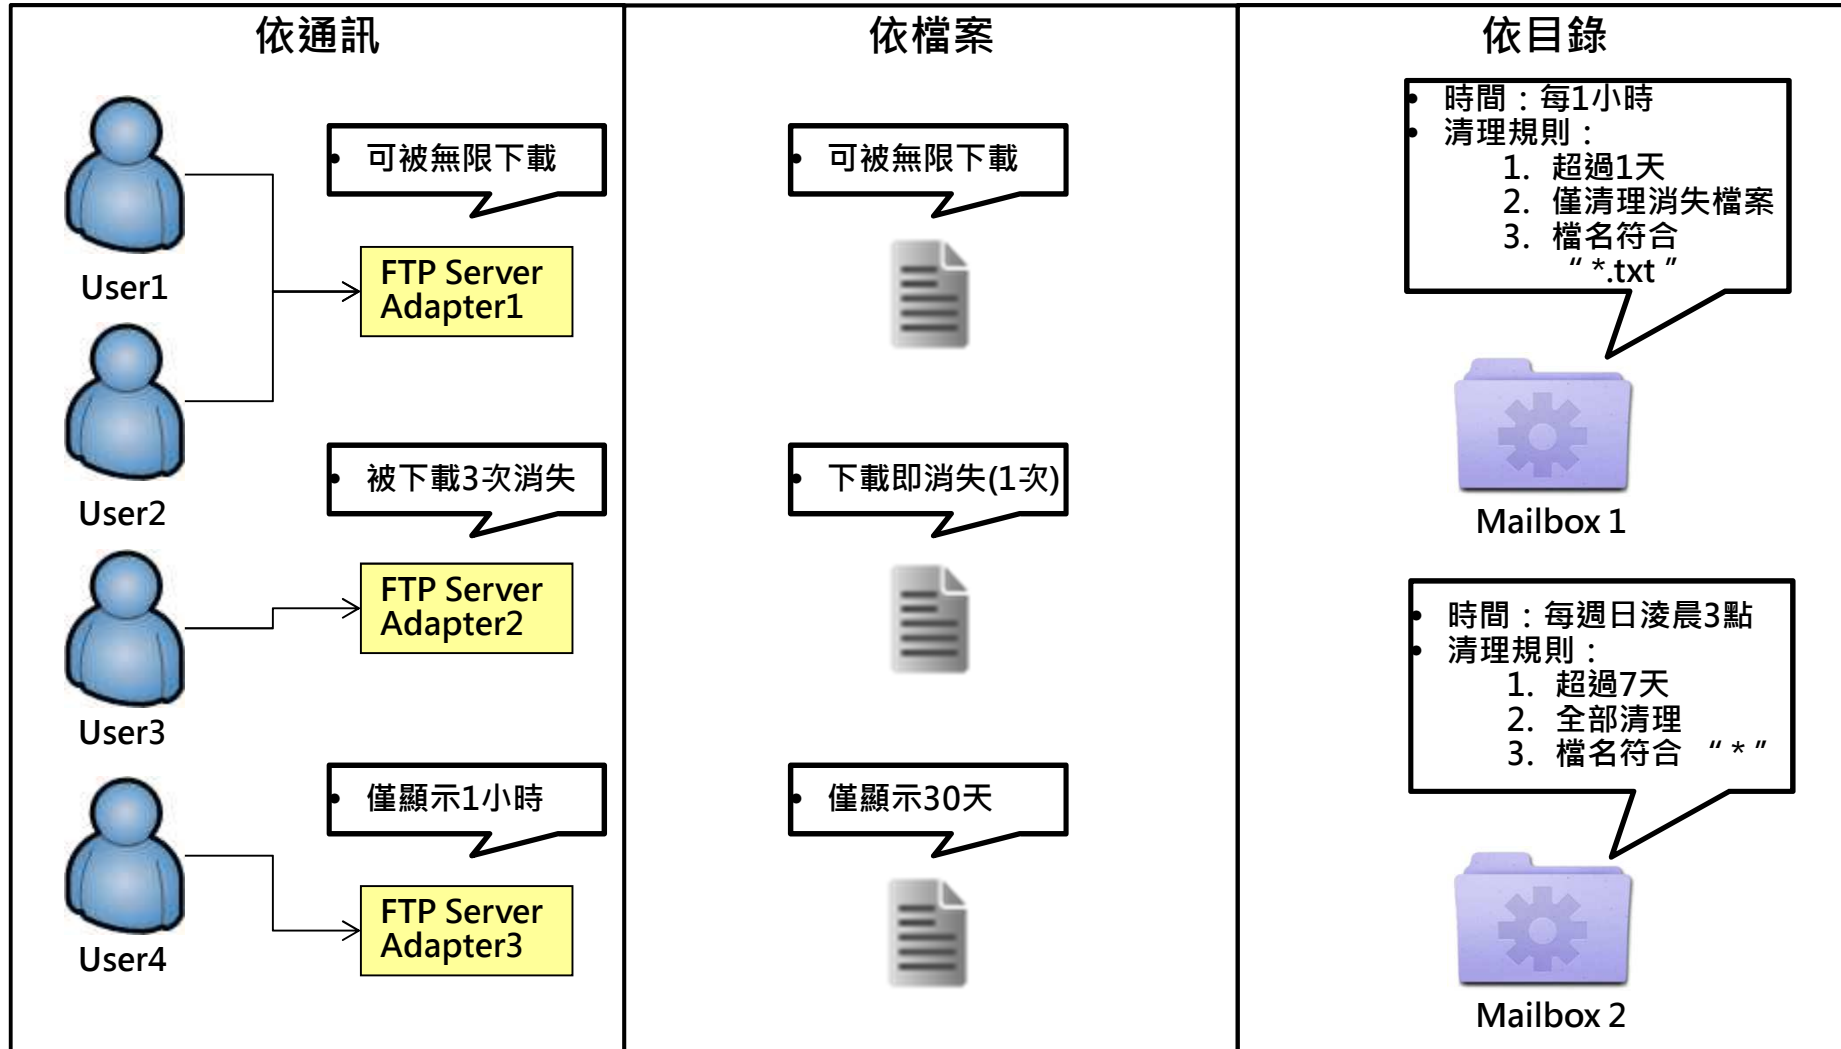 依通訊
User1
• 可被無限下載
FTP Server
Adapter1
User2
• 被下載3次消失
FTP Server
Adapter2
User3
• 僅顯示1小時
FTP Server
Adapter3
User4
依檔案
• 可被無限下載
• 下載即消失(1次)
• 僅顯示30天
依目錄
• 時間：每1小時
• 清理規則：
1. 超過1天
2. 僅清理消失檔案
3. 檔名符合
“*.txt”
Mailbox 1
• 時間：每週日淩晨3點
• 清理規則：
1. 超過7天
2. 全部清理
3. 檔名符合 “*”
Mailbox 2